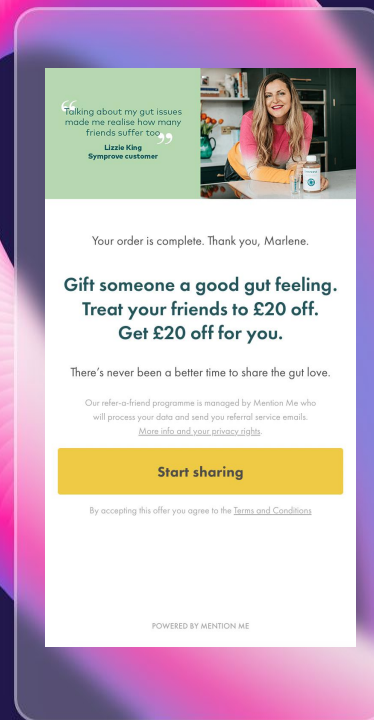 “Talking about my gut issues
made me realise how many
friends suffer too.”
Lizzie King
Symprove customer
Your order is complete. Thank you, Marlene.
Gift someone a good gut feeling.
Treat your friends to £20 off.
Get £20 off for you.
There’s never been a better time to share the gut love.
Our refer-a-friend programme is managed by Mention Me who
will process your data and send you referral service emails.
More info and your privacy rights
Start sharing
By accepting this offer you agree to the Terms and Conditions
POWERED BY MENTION ME